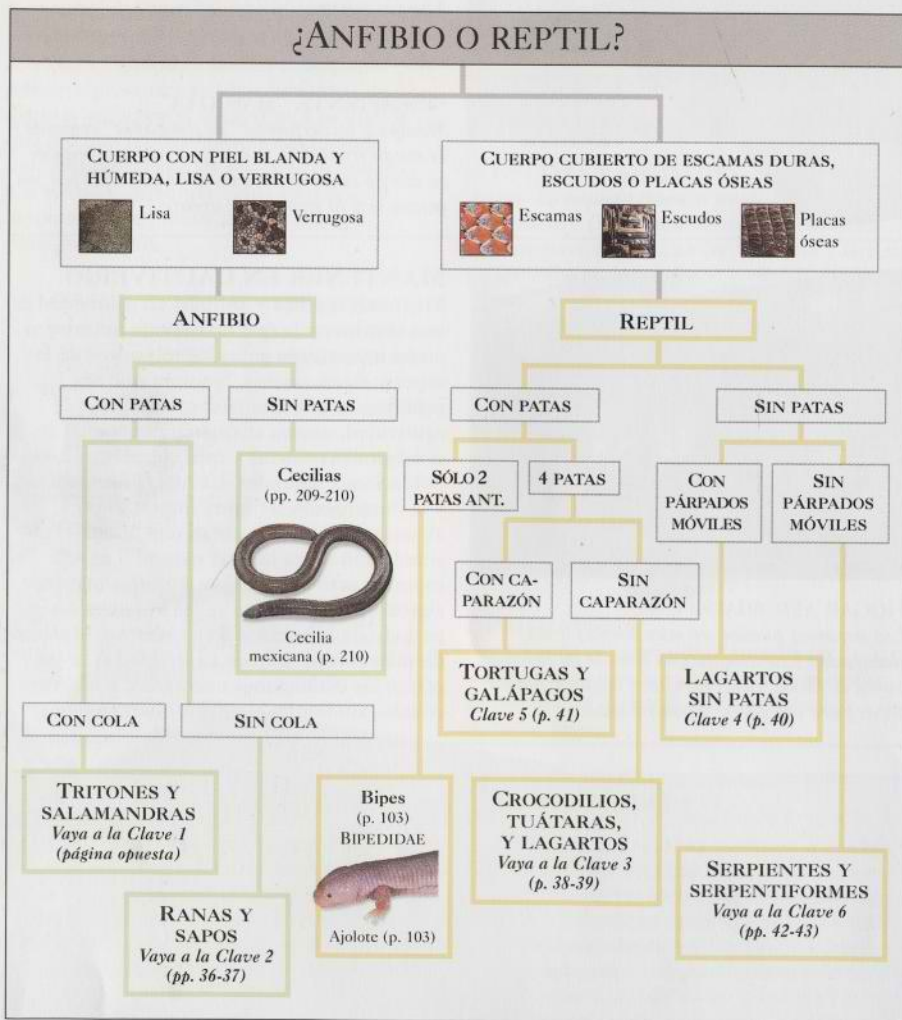 ¿ANFIBIO O REPTIL?
CUERPO CON PIEL BLANDA Y
HÚMEDA, LISA O VERRUGOSA
Lisa
Verrugosa
CUERPO CUBIERTO DE ESCAMAS DURAS,
ESCUDOS O PLACAS ÓSEAS
Escamas
Escudos
Placas
óseas
ANFIBIO
REPTIL
CON PATAS
SIN PATAS
CON PATAS
SIN PATAS
Cecilias
(pp. 209-210)
Cecilia
mexicana (p. 210)
SÓLO 2
PATAS ANT.
4 PATAS
CON
PÁRPADOS
MÓVILES
SIN
PÁRPADOS
MÓVILES
CON CA-
PARAZÓN
SIN
CAPARAZÓN
TORTUGAS Y
GALÁPAGOS
Clave 5 (p. 41)
LAGARTOS
SIN PATAS
Clave 4 (p. 40)
CON COLA
SIN COLA
TRITONES Y
SALAMANDRAS
Vaya a la Clave 1
(página opuesta)
RANAS Y
SAPOS
Vaya a la Clave 2
(pp. 36-37)
Bipes
(p. 103)
BIPEDIDAE
Ajolote (p. 103)
CROCODILIOS,
TUÁTARAS,
Y LAGARTOS
Vaya a la Clave 3
(p. 38-39)
SERPIENTES Y
SERPENTIFORMES
Vaya a la Clave 6
(pp. 42-43)